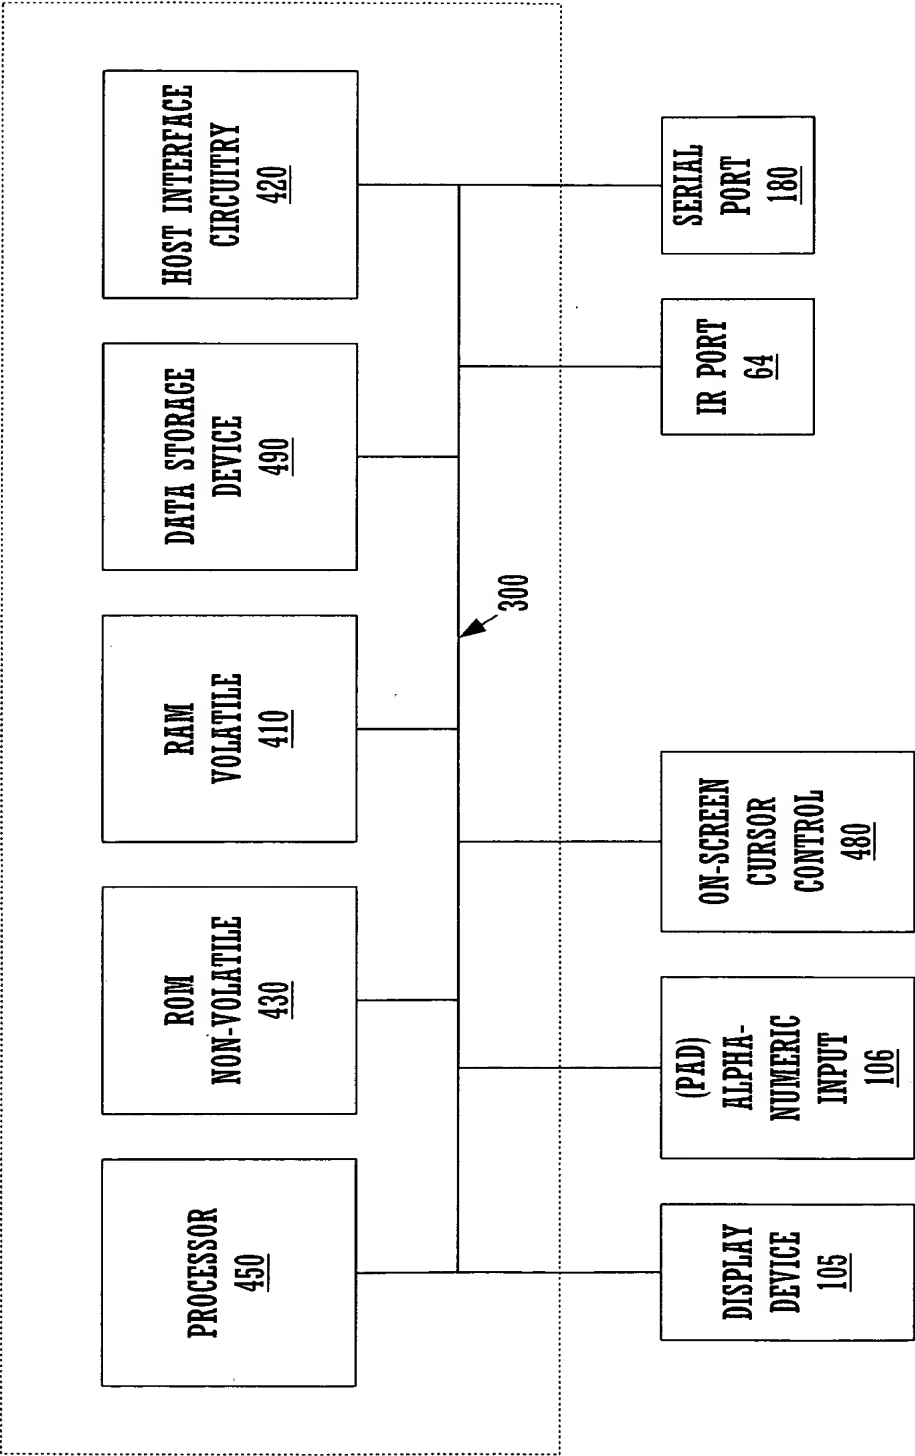 PROCESSOR
450
ROM
NON-VOLATILE
430
RAM
VOLATILE
410
DATA STORAGE
DEVICE
490
HOST INTERFACE
CIRCUITRY
420
300
DISPLAY
DEVICE
105
(PAD)
ALPHA-
NUMERIC
INPUT
106
ON-SCREEN
CURSOR
CONTROL
480
IR PORT
64
SERIAL
PORT
180